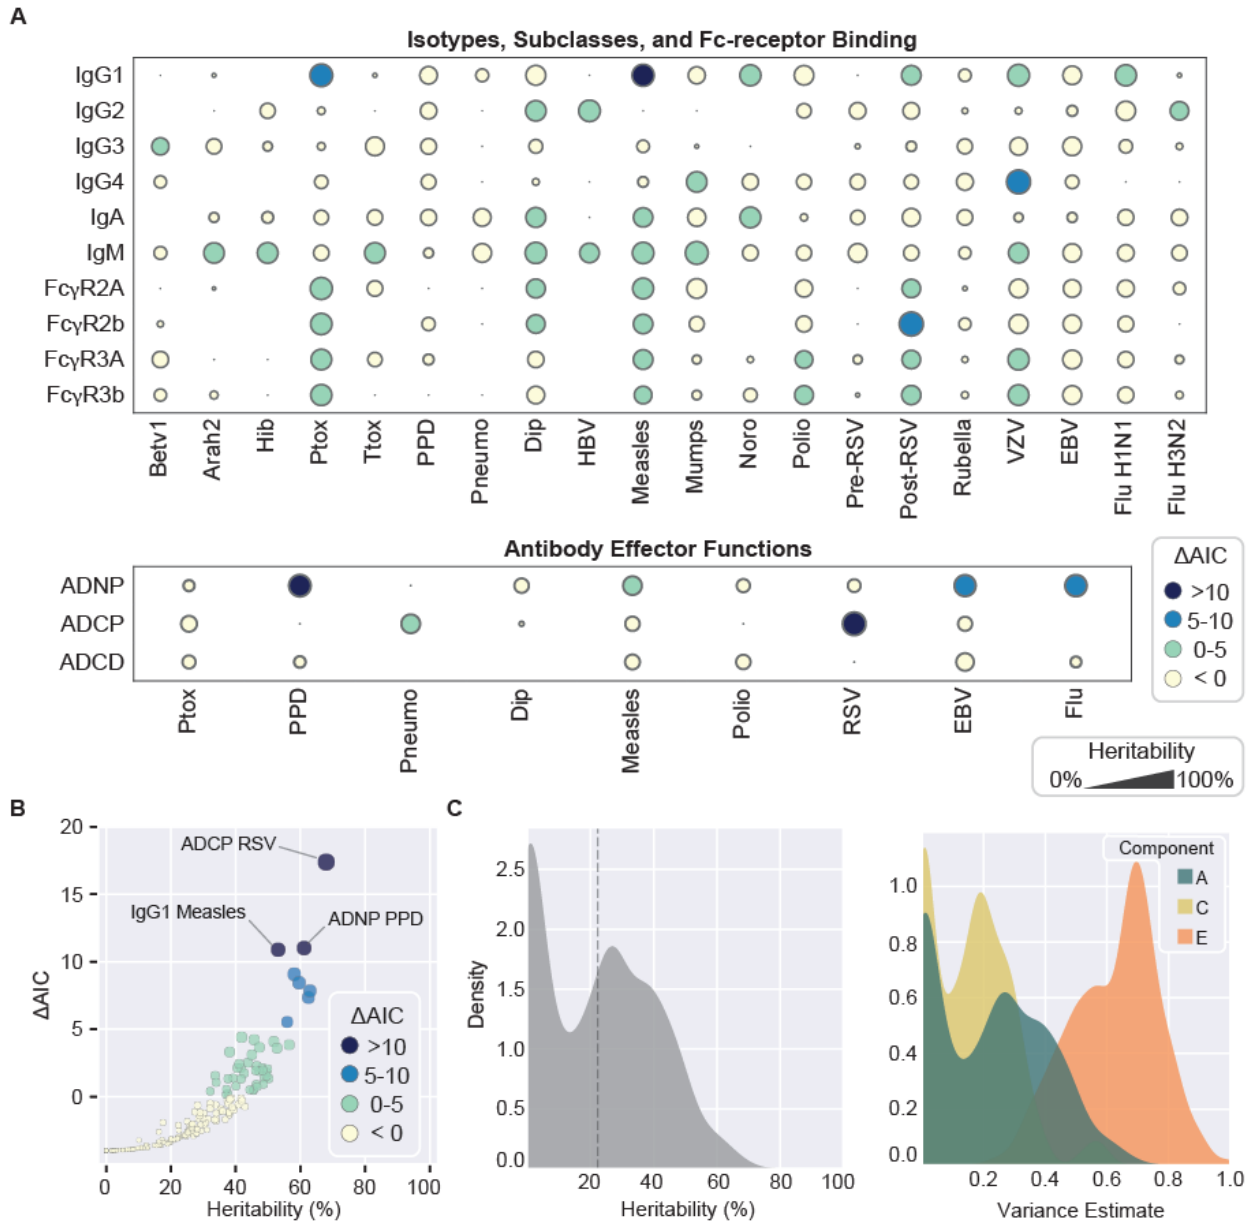 A
Isotypes, Subclasses, and Fc-receptor Binding
IgG1
IgG2
IgG3
IgG4
IgA
IgM
FcγR2A
FcγR2b
FcγR3A
FcγR3b
Betv1
Arah2
Hib
Ptox
Ttox
PPD
Pneumo
Dip
HBV
Measles
Mumps
Noro
Polio
Pre-RSV
Post-RSV
Rubella
VZV
EBV
Flu H1N1
Flu H3N2
Antibody Effector Functions
ADNP
ADCP
ADCD
Ptox
PPD
Pneumo
Dip
Measles
Polio
RSV
EBV
Flu
ΔAIC
>10
5-10
0-5
< 0
Heritability
0% 100%
B
ΔAIC
20
15
10
5
0
ADCP RSV
IgG1 Measles
ADNP PPD
ΔAIC
>10
5-10
0-5
< 0
0 20 40 60 80 100
Heritability (%)
C
Density
2.5
2.0
1.5
1.0
0.5
0.0
20 40 60 80 100
Heritability (%)
1.0
0.8
0.6
0.4
0.2
0.0
Component
A
C
E
0.2 0.4 0.6 0.8 1.0
Variance Estimate